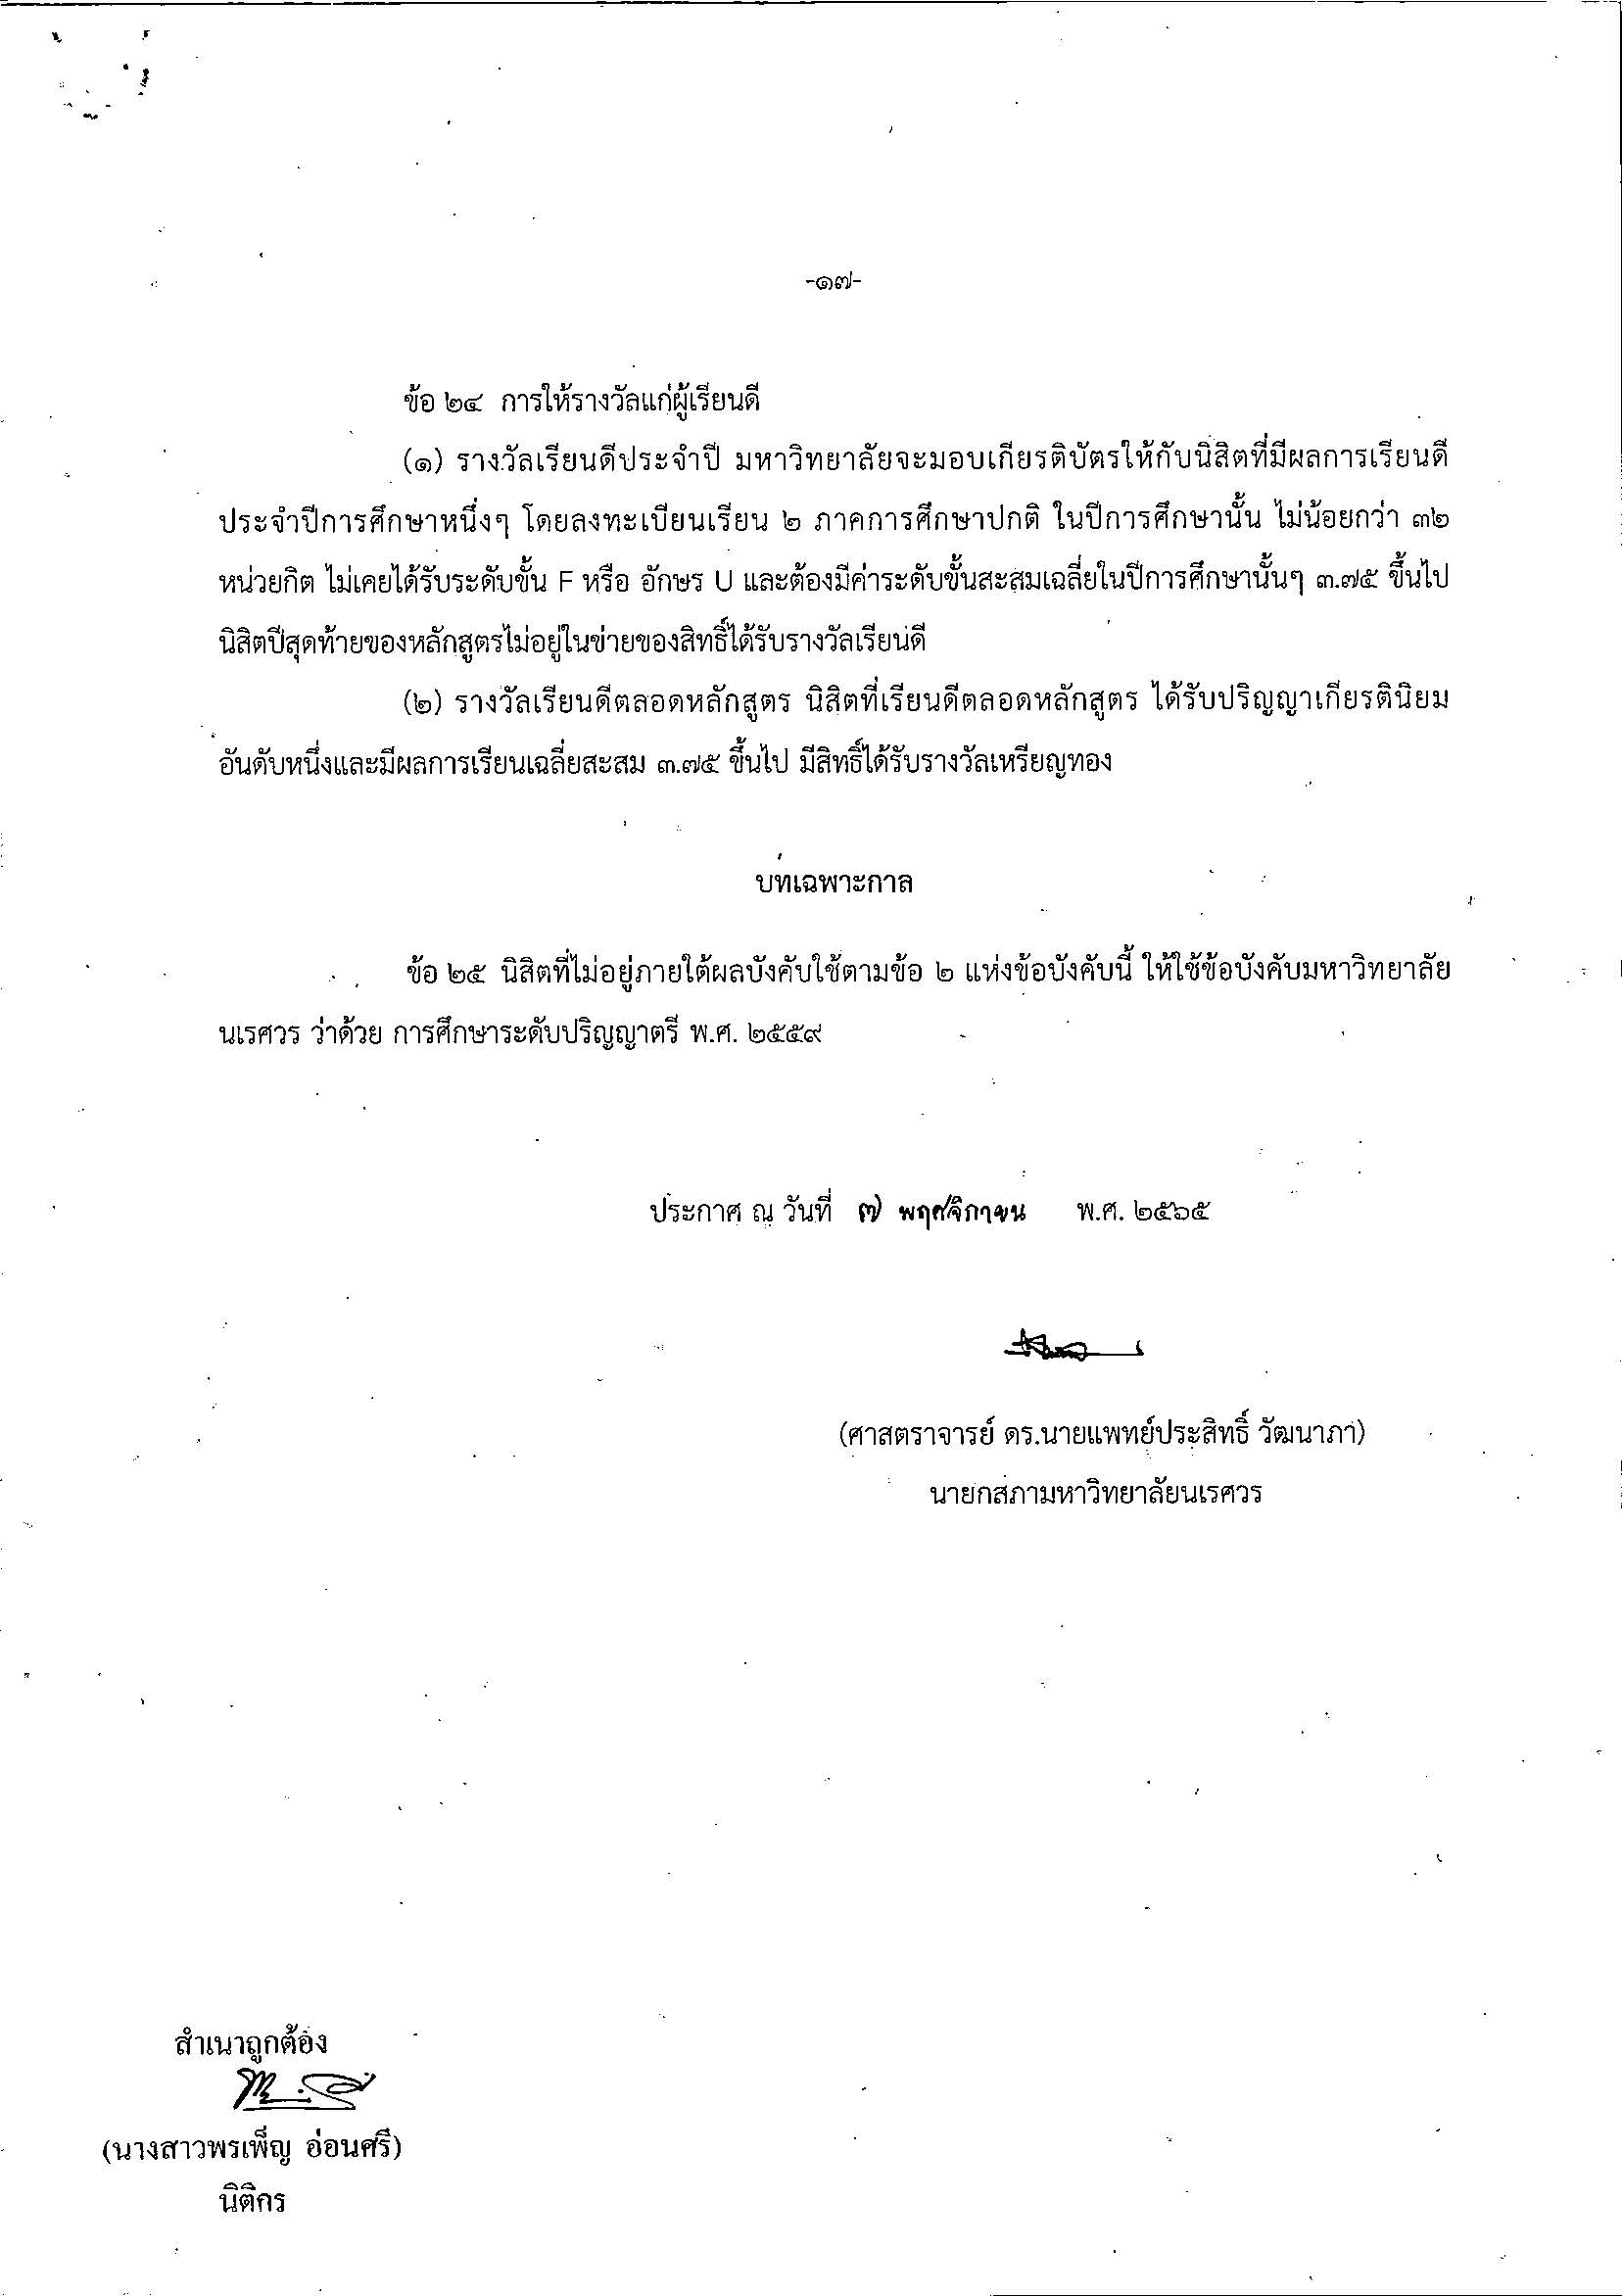 -๑๗-
ข้อ ๒๔ การให้รางวัลแก่ผู้เรียนดี
(๑) รางวัลเรียนดีประจำปี มหาวิทยาลัยจะมอบเกียรติบัตรให้กับนิสิตที่มีผลการเรียนดี
ประจำปีการศึกษาหนึ่งๆ โดยลงทะเบียนเรียน ๒ ภาคการศึกษาปกติ ในปีการศึกษานั้น ไม่น้อยกว่า ๓๒
หน่วยกิต ไม่เคยได้รับระดับขั้น F หรือ อักษร U และต้องมีค่าระดับขั้นสะสมเฉลี่ยในปีการศึกษานั้นๆ ๓.๗๕ ขึ้นไป
นิสิตปีสุดท้ายของหลักสูตรไม่อยู่ในข่ายของสิทธิ์ได้รับรางวัลเรียนดี
(๒) รางวัลเรียนดีตลอดหลักสูตร นิสิตที่เรียนดีตลอดหลักสูตร ได้รับปริญญาเกียรตินิยม
อันดับหนึ่งและมีผลการเรียนเฉลี่ยสะสม ๓.๗๕ ขึ้นไป มีสิทธิ์ได้รับรางวัลเหรียญทอง
บทเฉพาะกาล
ข้อ ๒๕ นิสิตที่ไม่อยู่ภายใต้ผลบังคับใช้ตามข้อ ๒ แห่งข้อบังคับนี้ ให้ใช้ข้อบังคับมหาวิทยาลัย
นเรศวร ว่าด้วย การศึกษาระดับปริญญาตรี พ.ศ. ๒๕๕๙
ประกาศ ณ วันที่ ๗ พฤศจิกายน พ.ศ. ๒๕๖๕
(ศาสตราจารย์ ดร.นายแพทย์ประสิทธิ์ วัฒนาภา)
นายกสภามหาวิทยาลัยนเรศวร
สำเนาถูกต้อง
(นางสาวพรเพ็ญ อ่อนศรี)
นิติกร